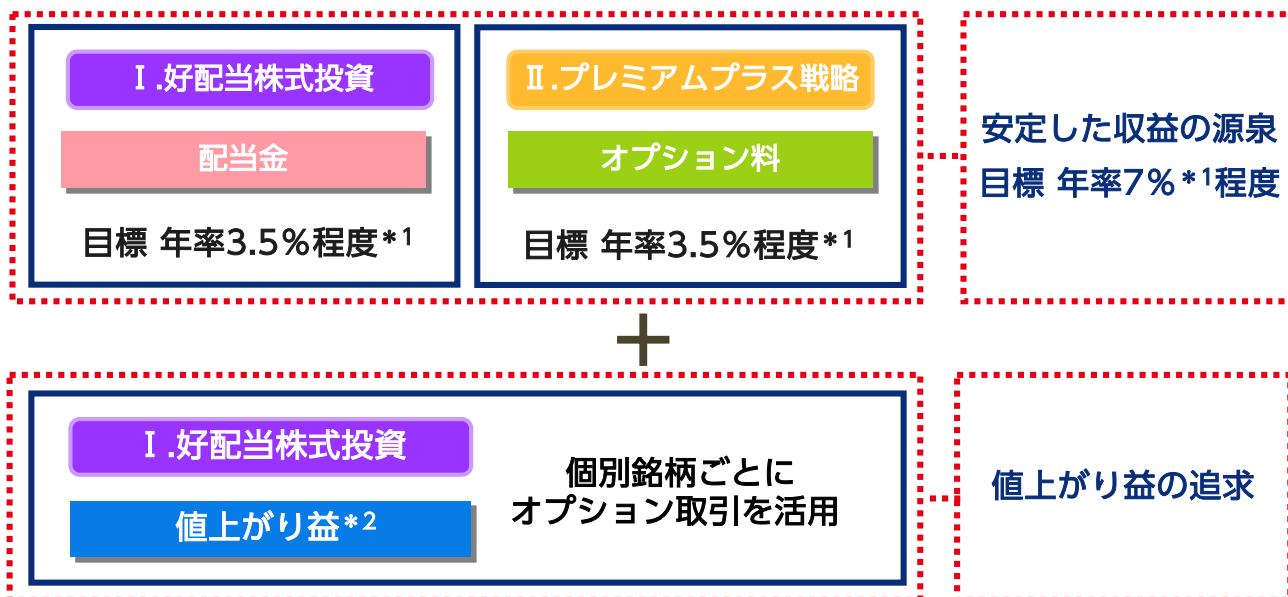 Ⅰ.好配当株式投資
配当金
目標 年率3.5%程度*1
Ⅱ.プレミアムプラス戦略
オプション料
目標 年率3.5%程度*1
安定した収益の源泉
目標 年率7%*1程度
+
Ⅰ.好配当株式投資
値上がり益*2
個別銘柄ごとに
オプション取引を活用
値上がり益の追求